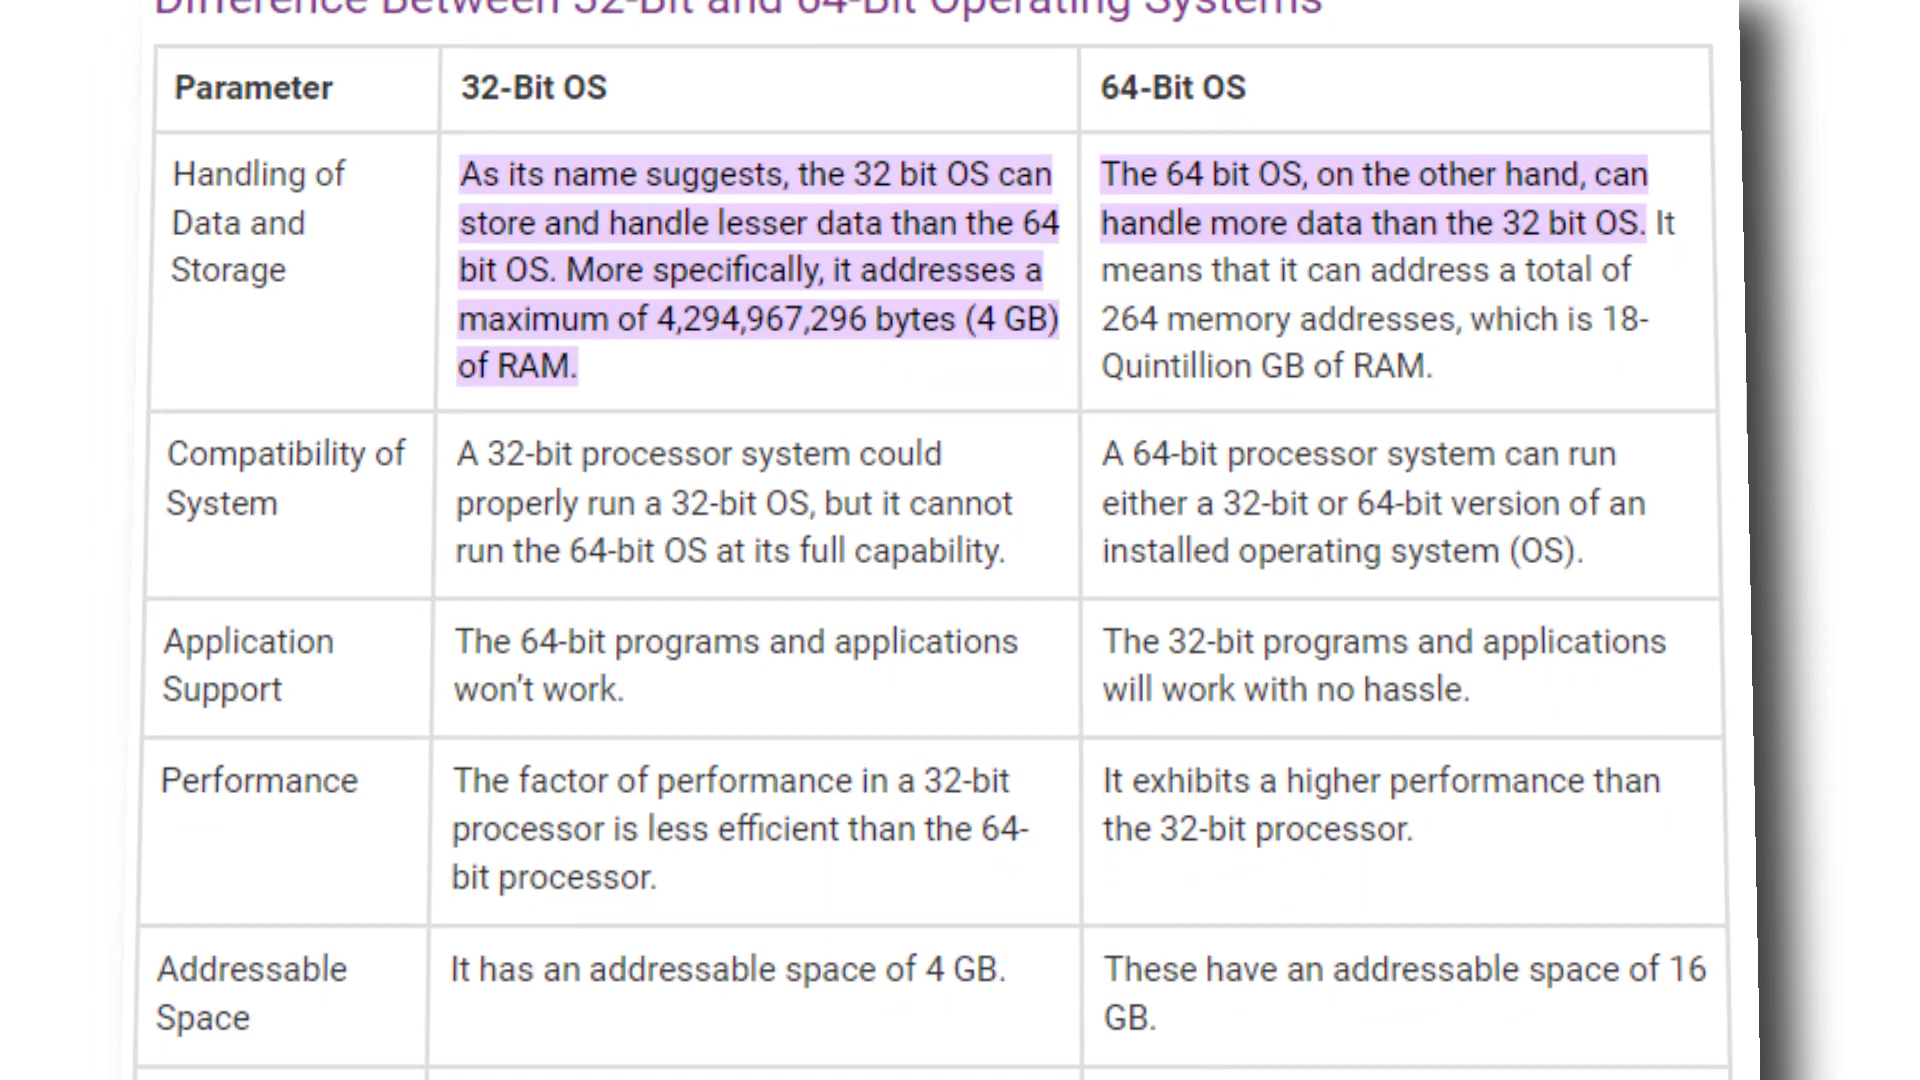 Difference Between 32-Bit and 64-Bit Operating Systems
Parameter
32-Bit OS
64-Bit OS
Handling of
Data and
Storage
As its name suggests, the 32 bit OS can
store and handle lesser data than the 64
bit OS. More specifically, it addresses a
maximum of 4,294,967,296 bytes (4 GB)
of RAM.
The 64 bit OS, on the other hand, can
handle more data than the 32 bit OS. It
means that it can address a total of
264 memory addresses, which is 18-
Quintillion GB of RAM.
Compatibility of
System
A 32-bit processor system could
properly run a 32-bit OS, but it cannot
run the 64-bit OS at its full capability.
A 64-bit processor system can run
either a 32-bit or 64-bit version of an
installed operating system (OS).
Application
Support
The 64-bit programs and applications
won’t work.
The 32-bit programs and applications
will work with no hassle.
Performance
The factor of performance in a 32-bit
processor is less efficient than the 64-
bit processor.
It exhibits a higher performance than
the 32-bit processor.
Addressable
Space
It has an addressable space of 4 GB.
These have an addressable space of 16
GB.